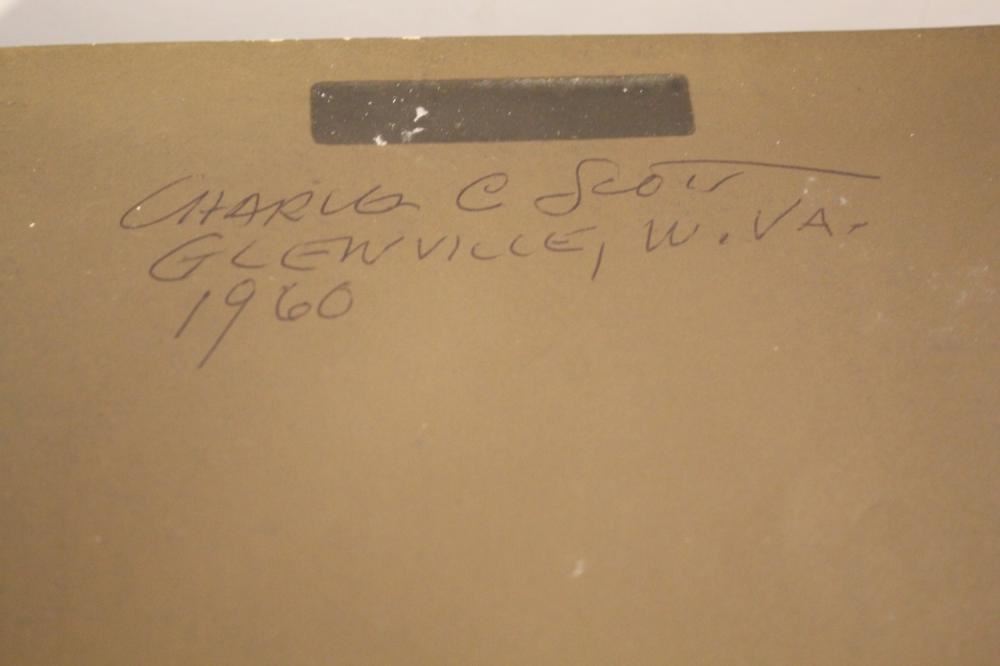 CHARLES C SCOTT
GLENVILLE, W. VA.
1960